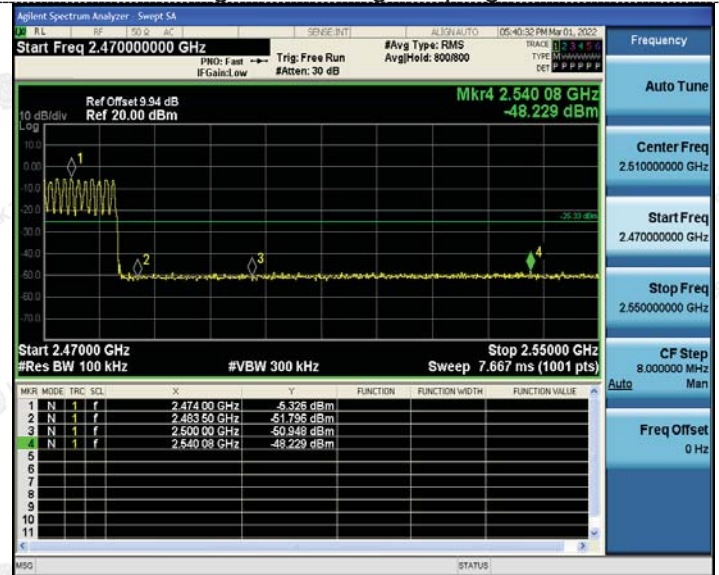 Agilent Spectrum Analyzer - Swept SA
RL RF 50 Ω AC SENSE:INT ALIGNAUTO 05:40:32 PM Mar 01, 2022
Start Freq 2.470000000 GHz
PNO: Fast Trig: Free Run #Avg Type: RMS TRACE 1 2 3 4 5 6
IFGain:Low #Atten: 30 dB Avg|Hold: 800/800 TYPE M
DET P P P P P P
Mkr4 2.540 08 GHz
-48.229 dBm
Ref Offset 9.94 dB
10 dB/div Ref 20.00 dBm
Log
10.0
0.00
-10.0
-20.0
-30.0
-40.0
-50.0
-60.0
-70.0
1
2
3
4
-25.33 dBm
Start 2.47000 GHz Stop 2.55000 GHz
#Res BW 100 kHz #VBW 300 kHz Sweep 7.667 ms (1001 pts)
MKR MODE TRC SCL X Y FUNCTION FUNCTION WIDTH FUNCTION VALUE
1 N 1 f 2.474 00 GHz -5.326 dBm
2 N 1 f 2.483 50 GHz -51.796 dBm
3 N 1 f 2.500 00 GHz -50.948 dBm
4 N 1 f 2.540 08 GHz -48.229 dBm
5
6
7
8
9
10
11
MSG STATUS
Frequency
Auto Tune
Center Freq
2.510000000 GHz
Start Freq
2.470000000 GHz
Stop Freq
2.550000000 GHz
CF Step
8.000000 MHz
Auto Man
Freq Offset
0 Hz